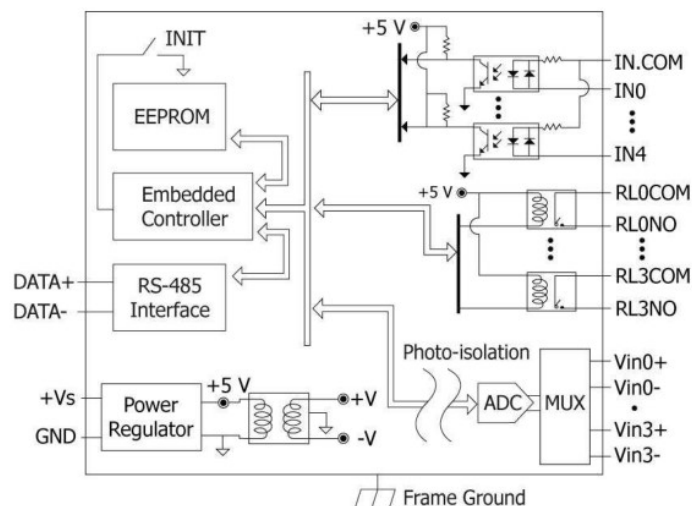 INIT
EEPROM
Embedded
Controller
RS-485
Interface
DATA+
DATA-
+Vs
GND
Power
Regulator
+5 V
+V
-V
Frame Ground
+5 V
IN.COM
IN0
IN4
+5 V
RL0COM
RL0NO
RL3COM
RL3NO
Photo-isolation
ADC
MUX
Vin0+
Vin0-
Vin3+
Vin3-